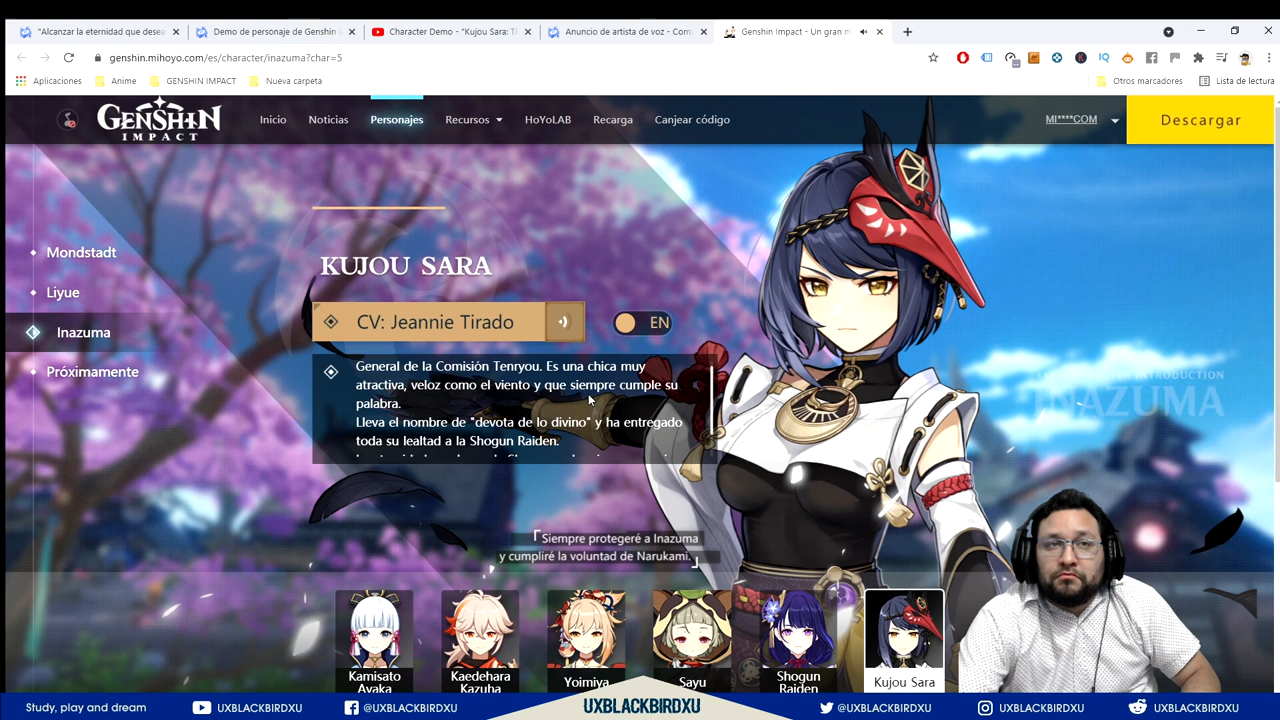 "Alcanzar la eternidad que desea
Demo de personaje de Genshin I
Character Demo - "Kujou Sara: T
Anuncio de artista de voz - Com
Genshin Impact - Un gran m
genshin.mihoyo.com/es/character/inazuma?char=5
Aplicaciones
Anime
GENSHIN IMPACT
Nueva carpeta
Otros marcadores
Lista de lectura
GENSHIN
IMPACT
Inicio
Noticias
Personajes
Recursos
HoYoLAB
Recarga
Canjear código
MI****COM
Descargar
Mondstadt
Liyue
Inazuma
Próximamente
KUJOU SARA
CV: Jeannie Tirado
EN
General de la Comisión Tenryou. Es una chica muy
atractiva, veloz como el viento y que siempre cumple su
palabra.
Lleva el nombre de "devota de lo divino" y ha entregado
toda su lealtad a la Shogun Raiden.
INAZUMA
「Siempre protegeré a Inazuma
y cumpliré la voluntad de Narukami.」
Kamisato
Ayaka
Kaedehara
Kazuha
Yoimiya
Sayu
Shogun
Raiden
Kujou Sara
Study, play and dream
UXBLACKBIRDXU
@UXBLACKBIRDXU
UXBLACKBIRDXU
@UXBLACKBIRDXU
UXBLACKBIRDXU
UXBLACKBIRDXU